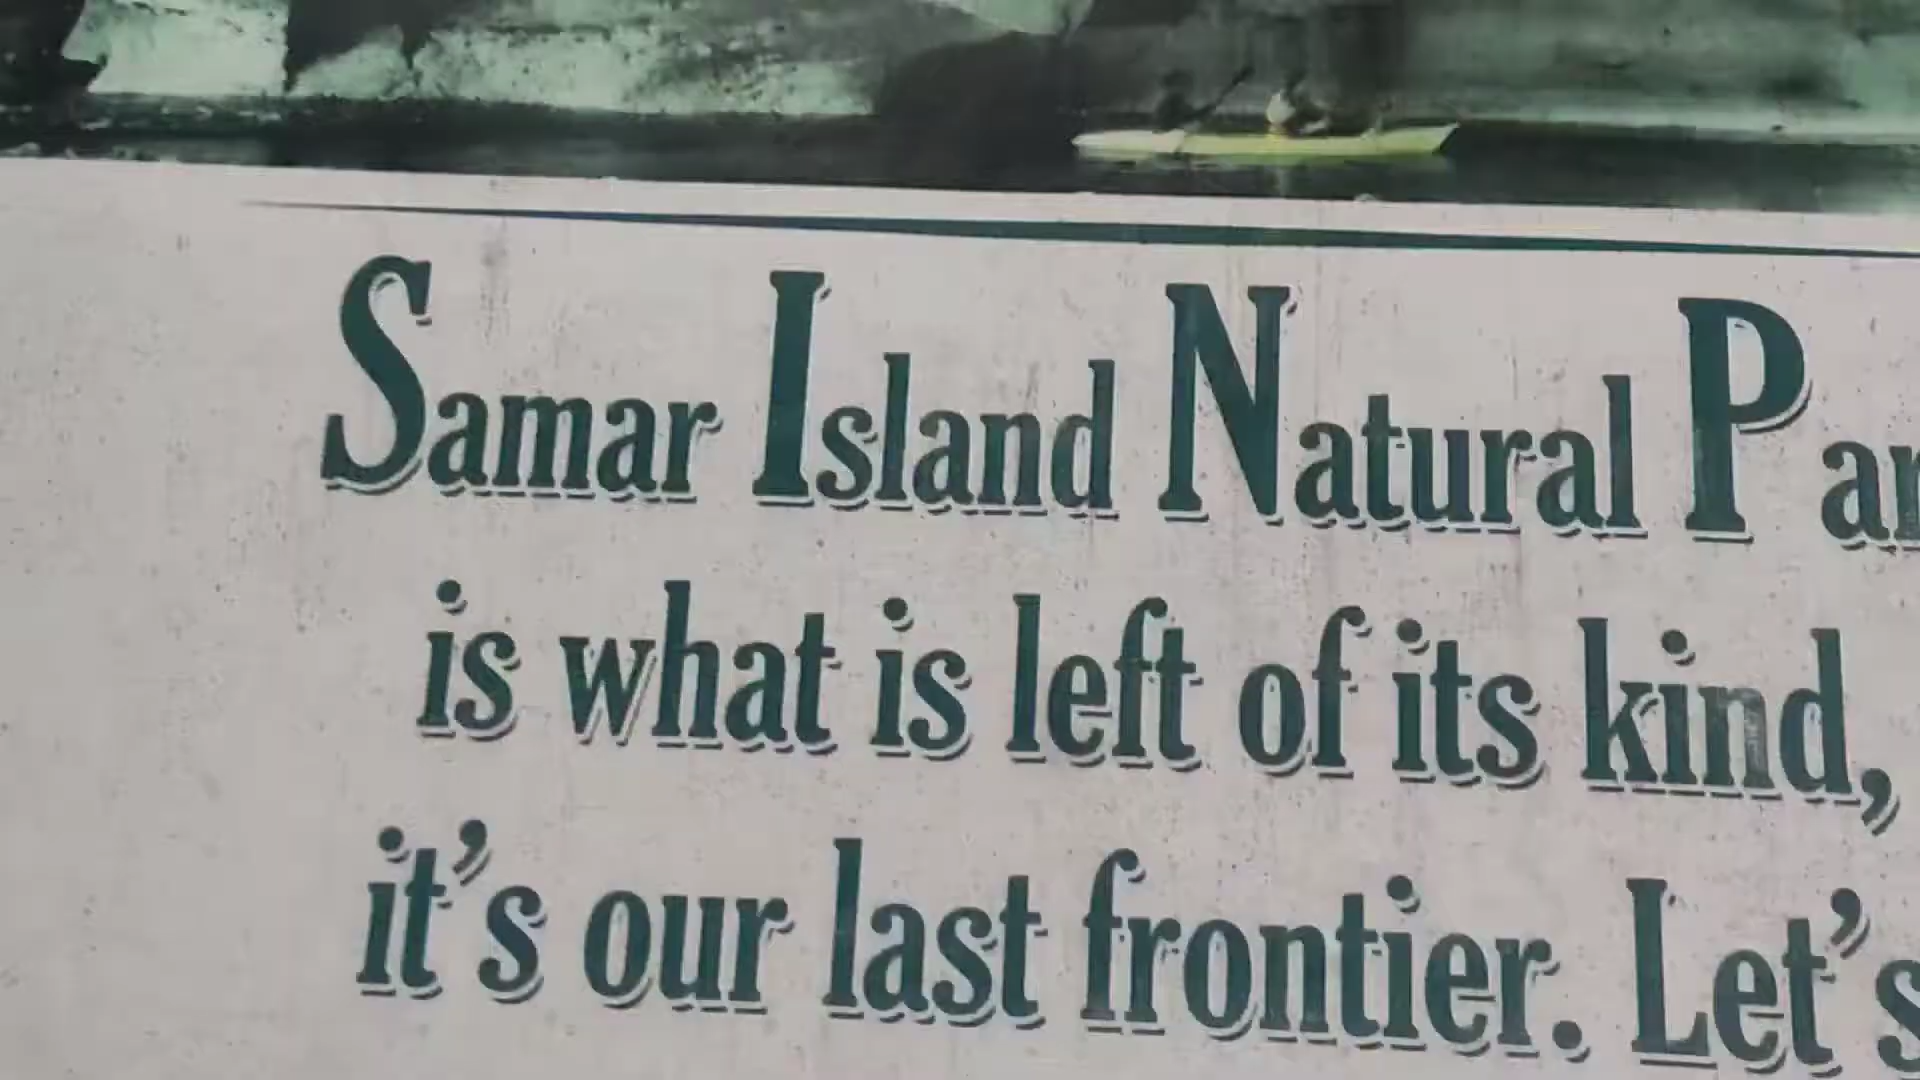 Samar Island Natural Par
is what is left of its kind,
it's our last frontier. Let's